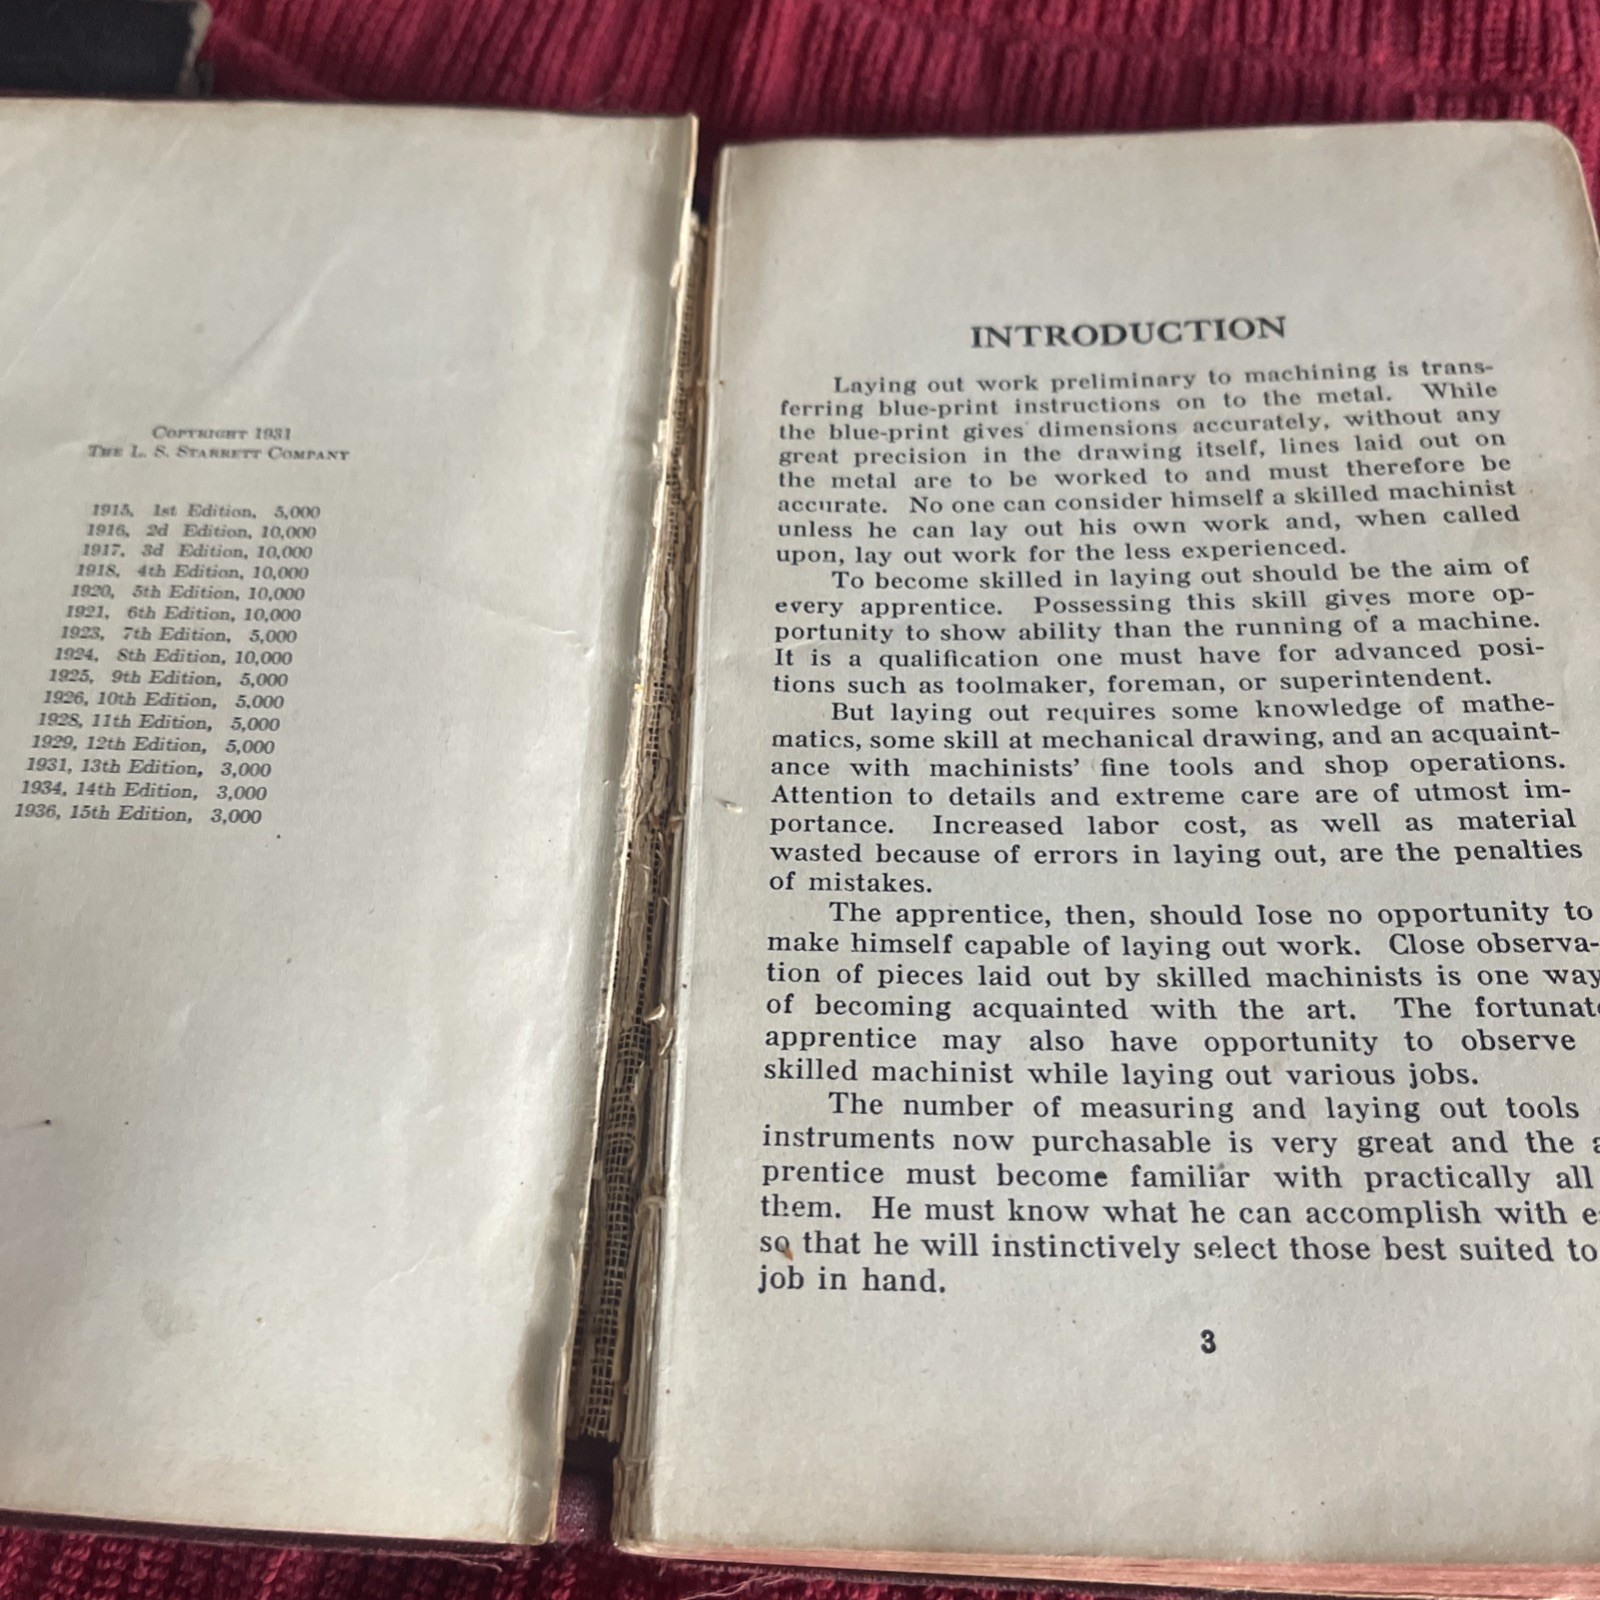 COPYRIGHT 1931
THE L. S. STARRETT COMPANY
1915, 1st Edition, 5,000
1916, 2d Edition, 10,000
1917, 3d Edition, 10,000
1918, 4th Edition, 10,000
1920, 5th Edition, 10,000
1921, 6th Edition, 10,000
1923, 7th Edition, 5,000
1924, 8th Edition, 10,000
1925, 9th Edition, 5,000
1926, 10th Edition, 5,000
1928, 11th Edition, 5,000
1929, 12th Edition, 5,000
1931, 13th Edition, 3,000
1934, 14th Edition, 3,000
1936, 15th Edition, 3,000
INTRODUCTION
Laying out work preliminary to machining is trans-
ferring blue-print instructions on to the metal. While
the blue-print gives dimensions accurately, without any
great precision in the drawing itself, lines laid out on
the metal are to be worked to and must therefore be
accurate. No one can consider himself a skilled machinist
unless he can lay out his own work and, when called
upon, lay out work for the less experienced.
To become skilled in laying out should be the aim of
every apprentice. Possessing this skill gives more op-
portunity to show ability than the running of a machine.
It is a qualification one must have for advanced posi-
tions such as toolmaker, foreman, or superintendent.
But laying out requires some knowledge of mathe-
matics, some skill at mechanical drawing, and an acquaint-
ance with machinists' fine tools and shop operations.
Attention to details and extreme care are of utmost im-
portance. Increased labor cost, as well as material
wasted because of errors in laying out, are the penalties
of mistakes.
The apprentice, then, should lose no opportunity to
make himself capable of laying out work. Close observa-
tion of pieces laid out by skilled machinists is one way
of becoming acquainted with the art. The fortunate
apprentice may also have opportunity to observe
skilled machinist while laying out various jobs.
The number of measuring and laying out tools
instruments now purchasable is very great and the
prentice must become familiar with practically all
them. He must know what he can accomplish with
so that he will instinctively select those best suited to
job in hand.
3